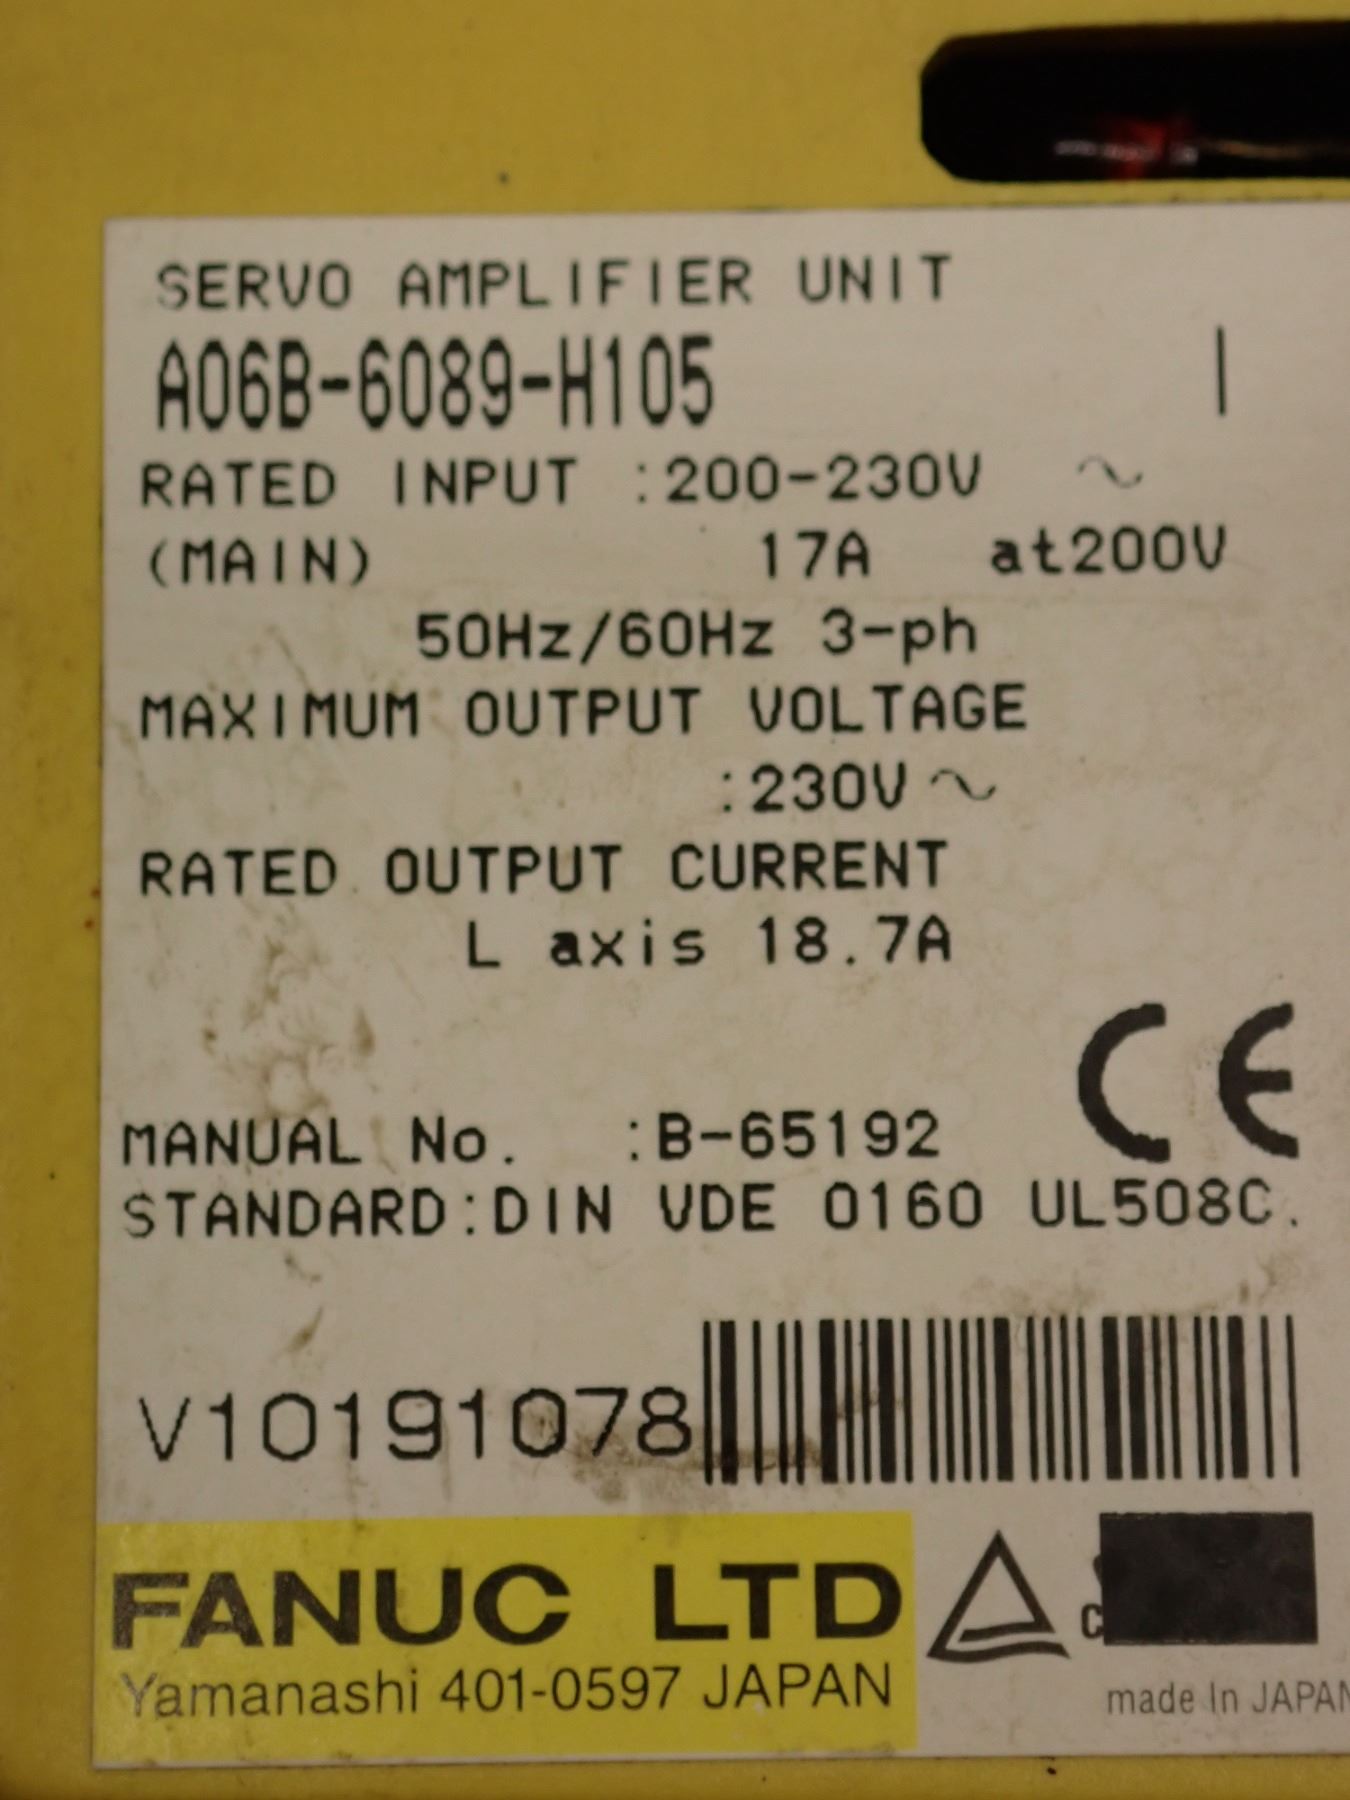 SERVO AMPLIFIER UNIT
A06B-6089-H105 I
RATED INPUT :200-230V ~
(MAIN) 17A at200V
50Hz/60Hz 3-ph
MAXIMUM OUTPUT VOLTAGE
:230V~
RATED OUTPUT CURRENT
L axis 18.7A
CE
MANUAL No. :B-65192
STANDARD:DIN VDE 0160 UL508C.
V10191078
FANUC LTD
Yamanashi 401-0597 JAPAN
made In JAPAN